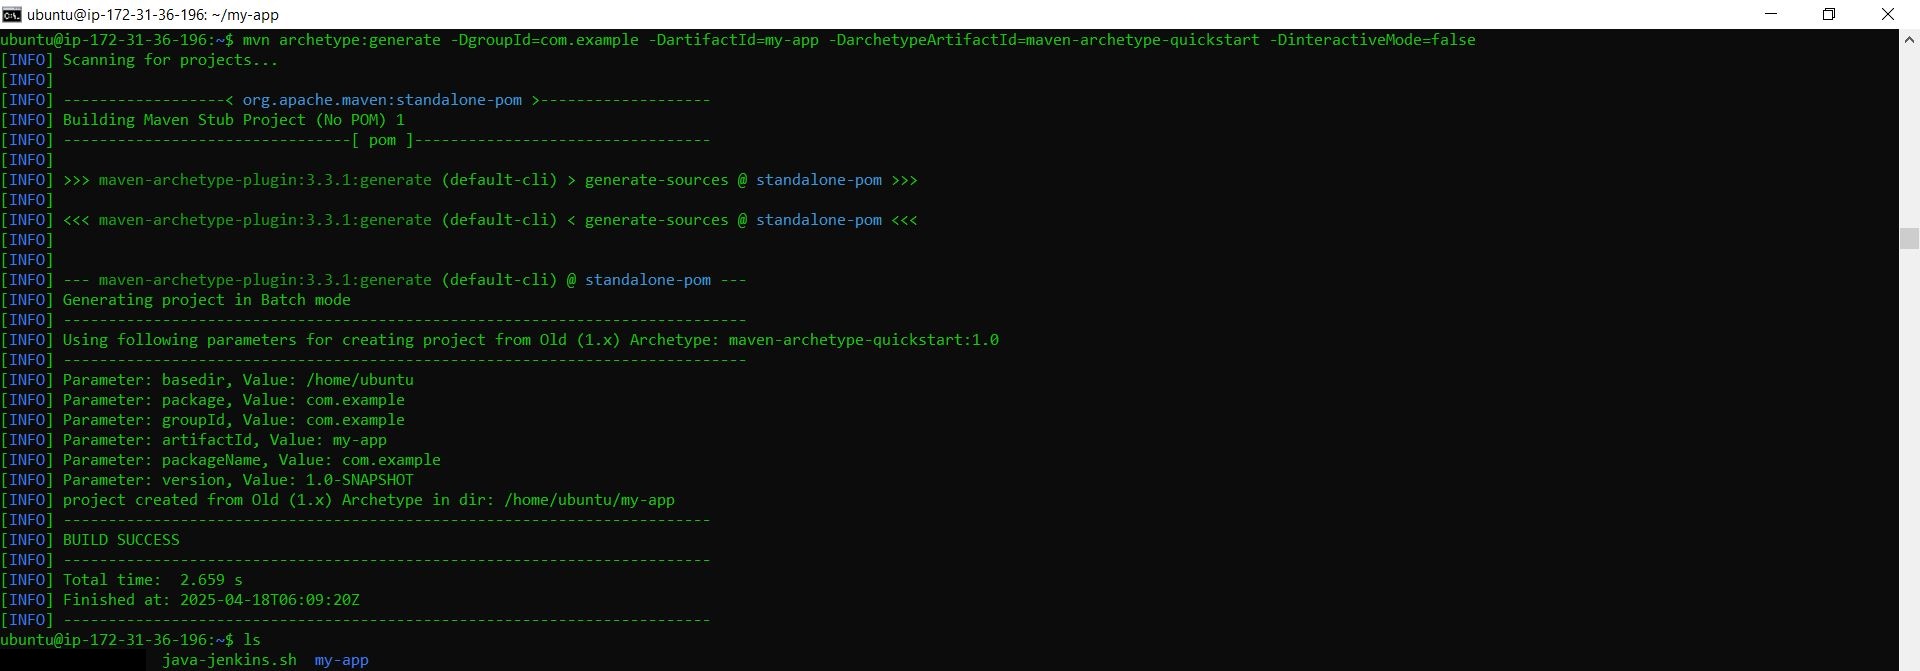 ubuntu@ip-172-31-36-196: ~/my-app
ubuntu@ip-172-31-36-196:~$ mvn archetype:generate -DgroupId=com.example -DartifactId=my-app -DarchetypeArtifactId=maven-archetype-quickstart -DinteractiveMode=false
[INFO] Scanning for projects...
[INFO]
[INFO] ------------------< org.apache.maven:standalone-pom >-------------------
[INFO] Building Maven Stub Project (No POM) 1
[INFO] --------------------------------[ pom ]---------------------------------
[INFO]
[INFO] >>> maven-archetype-plugin:3.3.1:generate (default-cli) > generate-sources @ standalone-pom >>>
[INFO]
[INFO] <<< maven-archetype-plugin:3.3.1:generate (default-cli) < generate-sources @ standalone-pom <<<
[INFO]
[INFO]
[INFO] --- maven-archetype-plugin:3.3.1:generate (default-cli) @ standalone-pom ---
[INFO] Generating project in Batch mode
[INFO] ----------------------------------------------------------------------------
[INFO] Using following parameters for creating project from Old (1.x) Archetype: maven-archetype-quickstart:1.0
[INFO] ----------------------------------------------------------------------------
[INFO] Parameter: basedir, Value: /home/ubuntu
[INFO] Parameter: package, Value: com.example
[INFO] Parameter: groupId, Value: com.example
[INFO] Parameter: artifactId, Value: my-app
[INFO] Parameter: packageName, Value: com.example
[INFO] Parameter: version, Value: 1.0-SNAPSHOT
[INFO] project created from Old (1.x) Archetype in dir: /home/ubuntu/my-app
[INFO] ------------------------------------------------------------------------
[INFO] BUILD SUCCESS
[INFO] ------------------------------------------------------------------------
[INFO] Total time:  2.659 s
[INFO] Finished at: 2025-04-18T06:09:20Z
[INFO] ------------------------------------------------------------------------
ubuntu@ip-172-31-36-196:~$ ls
java-jenkins.sh  my-app